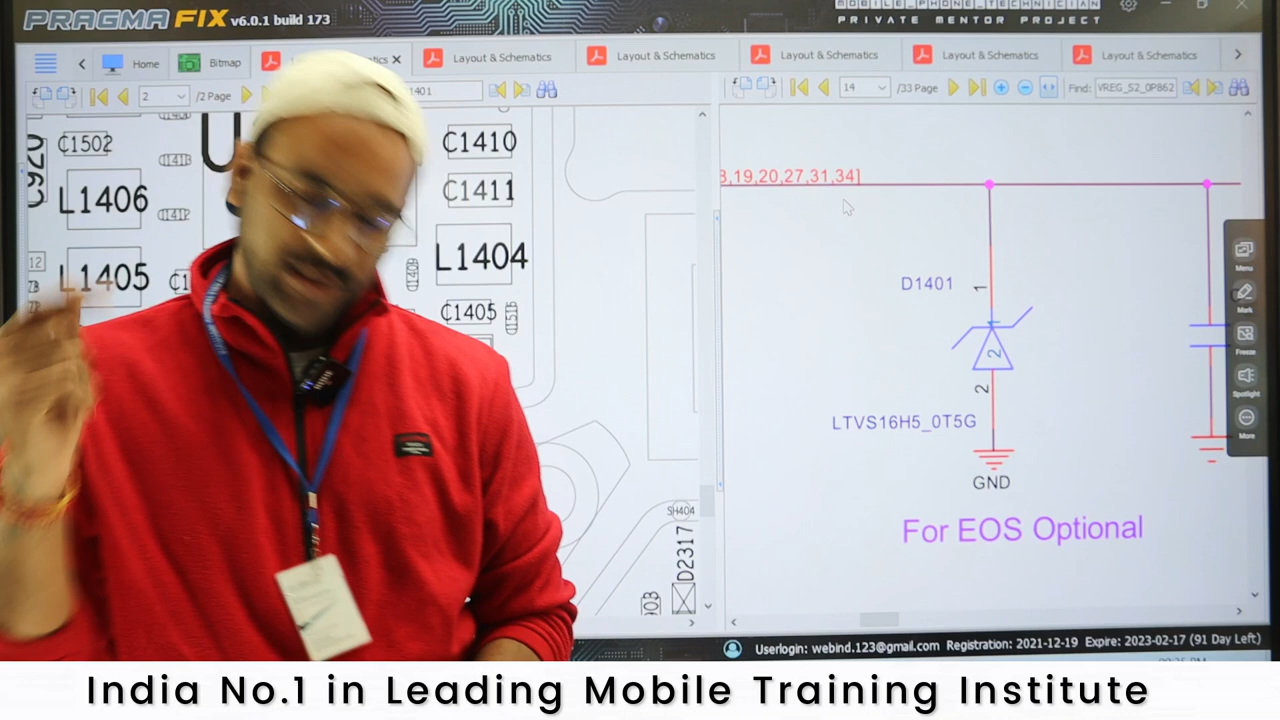 PRAGMA FIX v6.0.1 build 173
MOBILE_PHONE_TECHNICIAN
PRIVATE MENTOR PROJECT
Home
Bitmap
Layout & Schematics
Layout & Schematics
Layout & Schematics
Layout & Schematics
Layout & Schematics
2
/2 Page
14
/33 Page
Find:
VREG_S2_0P862
C1502
C920
L1406
L1405
C1410
C1411
L1404
C1405
SH404
D2317
3,19,20,27,31,34]
D1401
1
2
2
LTVS16H5_0T5G
GND
For EOS Optional
Menu
Mark
Freeze
Spotlight
More
Userlogin: webind.123@gmail.com Registration: 2021-12-19 Expire: 2023-02-17 (91 Day Left)
India No.1 in Leading Mobile Training Institute